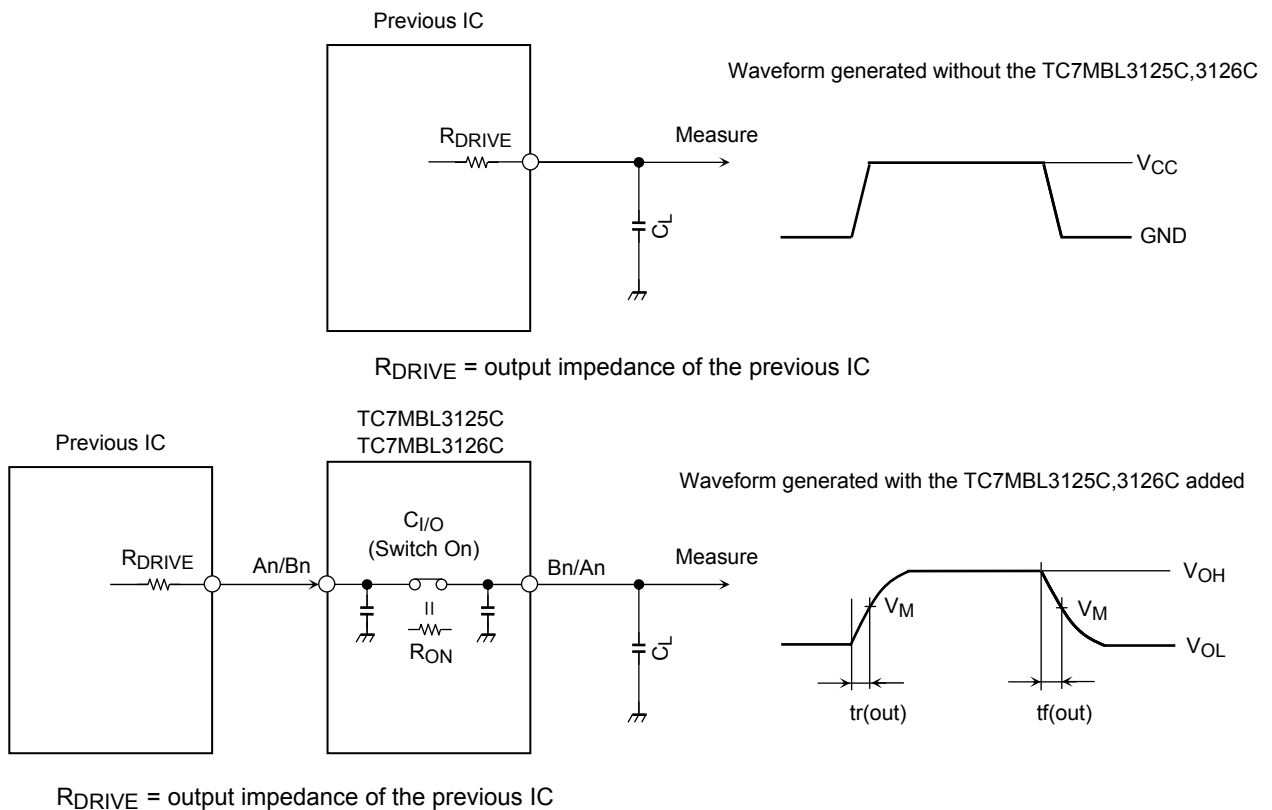 Previous IC
Waveform generated without the TC7MBL3125C,3126C
RDRIVE
Measure
CL
VCC
GND
RDRIVE = output impedance of the previous IC
Previous IC
TC7MBL3125C
TC7MBL3126C
Waveform generated with the TC7MBL3125C,3126C added
RDRIVE
An/Bn
CI/O
(Switch On)
RON
Bn/An
Measure
CL
VOH
VM
VM
VOL
tr(out)
tf(out)
RDRIVE = output impedance of the previous IC